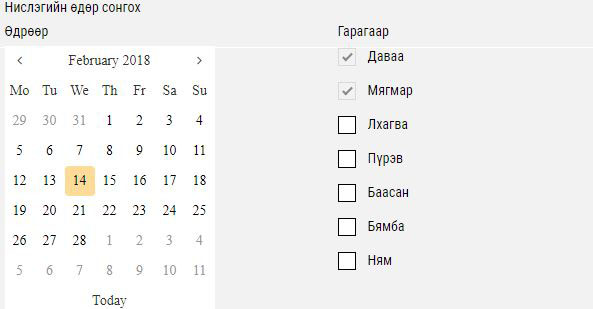 Нислэгийн өдөр сонгох
Өдрөөр
February 2018
Mo Tu We Th Fr Sa Su
29 30 31 1 2 3 4
5 6 7 8 9 10 11
12 13 14 15 16 17 18
19 20 21 22 23 24 25
26 27 28 1 2 3 4
5 6 7 8 9 10 11
Today
Гарагаар
Даваа
Мягмар
Лхагва
Пүрэв
Баасан
Бямба
Ням